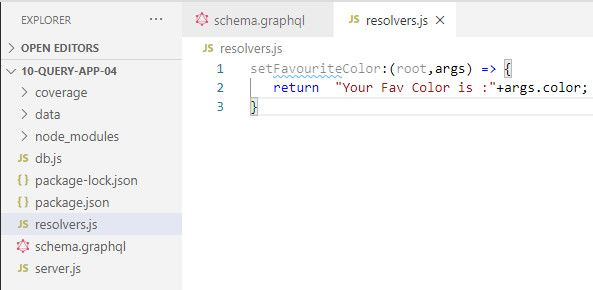 EXPLORER
OPEN EDITORS
10-QUERY-APP-04
coverage
data
node_modules
JS db.js
{ } package-lock.json
{ } package.json
JS resolvers.js
schema.graphql
JS server.js
schema.graphql
JS resolvers.js
JS resolvers.js
1 setFavouriteColor:(root,args) => {
2 return "Your Fav Color is :"+args.color;
3 }